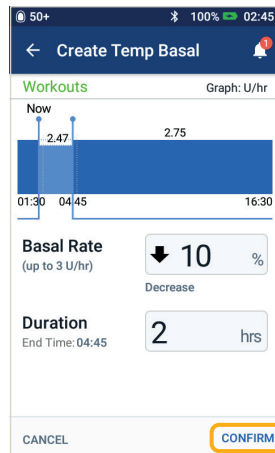 50+ 100% 02:45
Create Temp Basal 1
Workouts Graph: U/hr
Now
2.47 2.75
01:30 04:45 16:30
Basal Rate
(up to 3 U/hr)
10 %
Decrease
Duration
End Time: 04:45
2 hrs
CANCEL CONFIRM